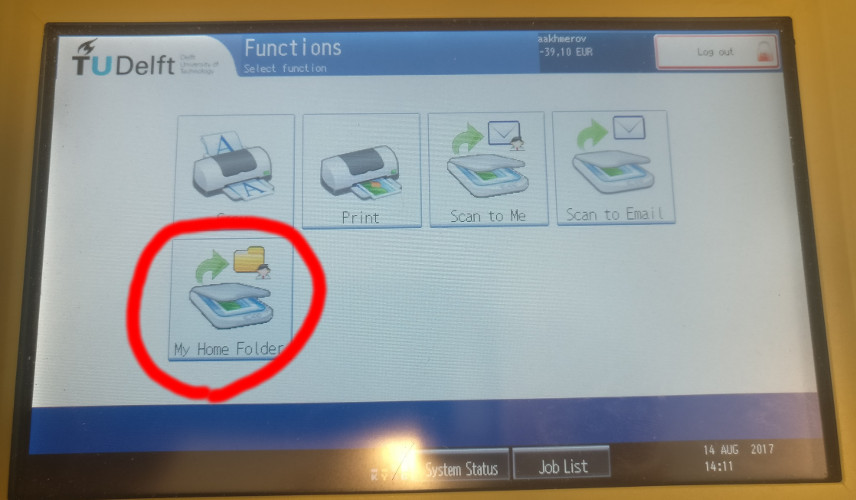 TUDelft
Delft
University of
Technology
Functions
Select function
aakhmerov
-39,10 EUR
Log out
A
A
Print
Scan to Me
Scan to Email
My Home Folder
System Status
Job List
14 AUG 2017
14:11